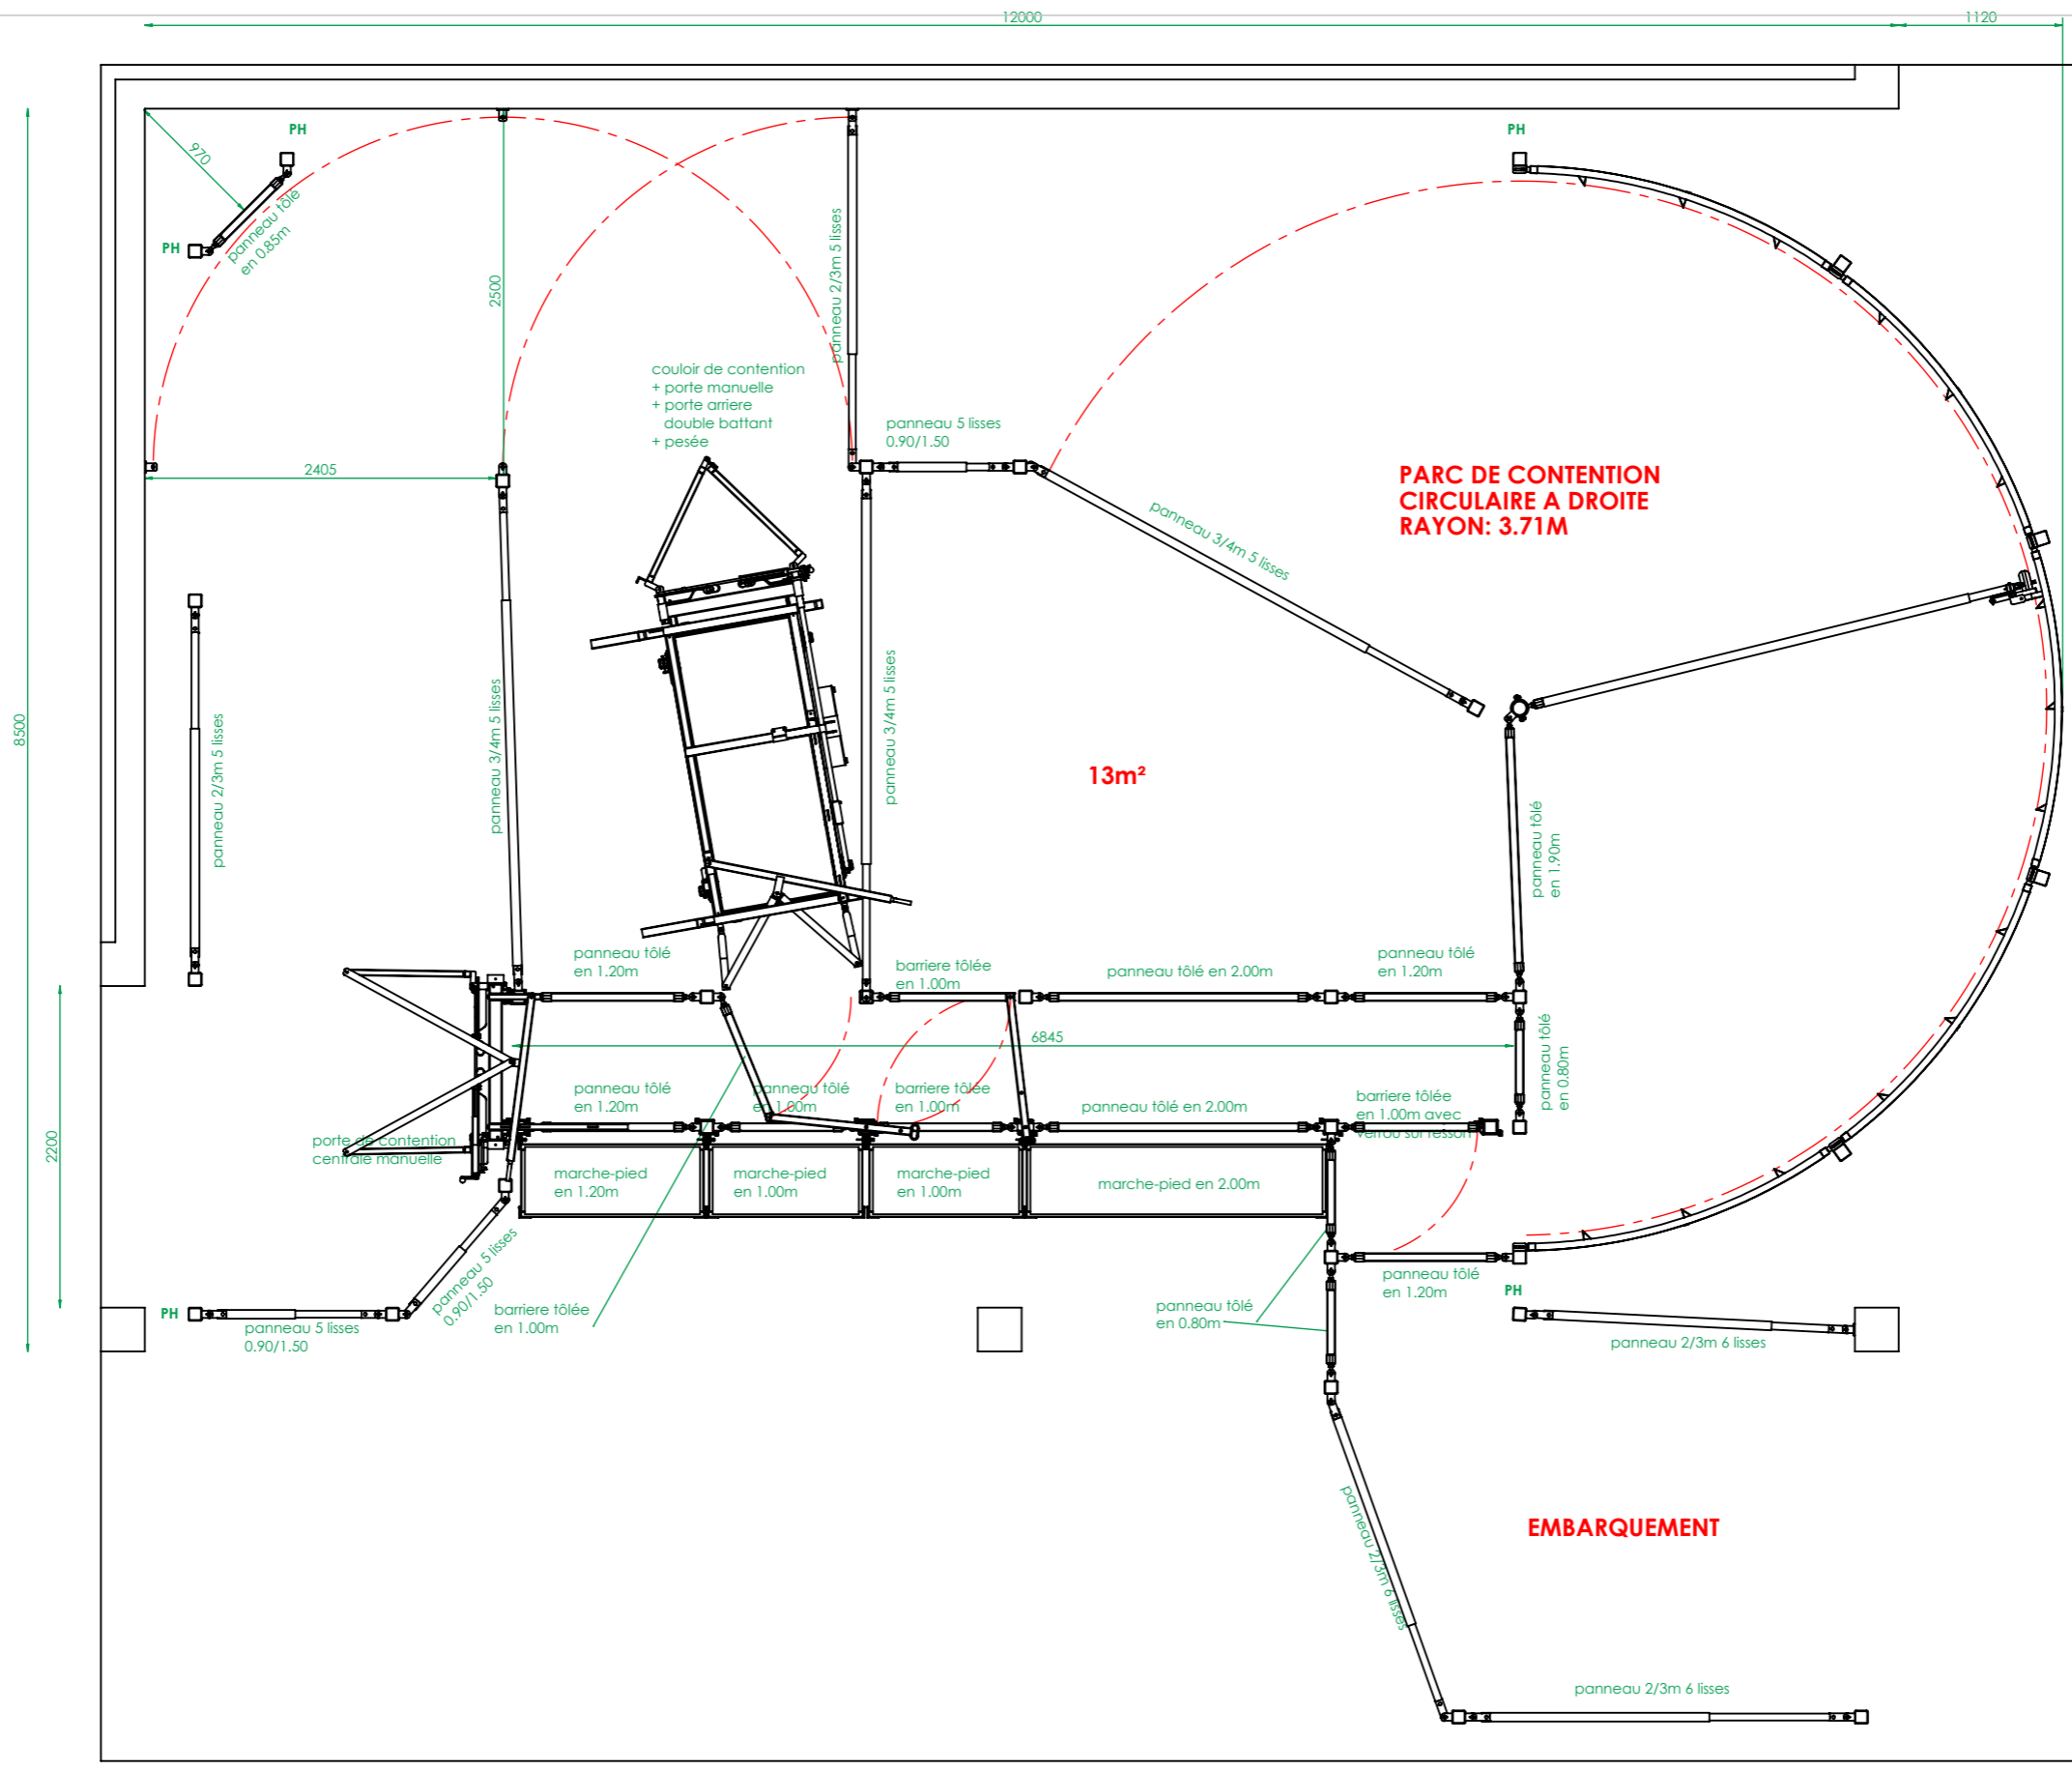 12000
1120
PH
970
panneau tôle
en 0.85m
PH
2500
panneau 2/3m 5 lisses
PH
couloir de contention
+ porte manuelle
+ porte arriere
double battant
+ pesée
panneau 5 lisses
0.90/1.50
2405
PARC DE CONTENTION
CIRCULAIRE A DROITE
RAYON: 3.71M
panneau 3/4m 5 lisses
8500
panneau 2/3m 5 lisses
panneau 3/4m 5 lisses
panneau 3/4m 5 lisses
13m²
panneau tôlé
en 1.90m
panneau tôlé
en 1.20m
barriere tôlée
en 1.00m
panneau tôlé en 2.00m
panneau tôlé
en 1.20m
6845
panneau tôlé
en 0.80m
2200
panneau tôlé
en 1.20m
panneau tôlé
en 1.00m
barriere tôlée
en 1.00m
panneau tôlé en 2.00m
barriere tôlée
en 1.00m avec
verrou sur ressort
porte de contention
centrale manuelle
marche-pied
en 1.20m
marche-pied
en 1.00m
marche-pied
en 1.00m
marche-pied en 2.00m
panneau 5 lisses
0.90/1.50
PH
panneau 5 lisses
0.90/1.50
barriere tôlée
en 1.00m
panneau tôlé
en 0.80m
panneau tôlé
en 1.20m
PH
panneau 2/3m 6 lisses
panneau 2/3m 6 lisses
EMBARQUEMENT
panneau 2/3m 6 lisses